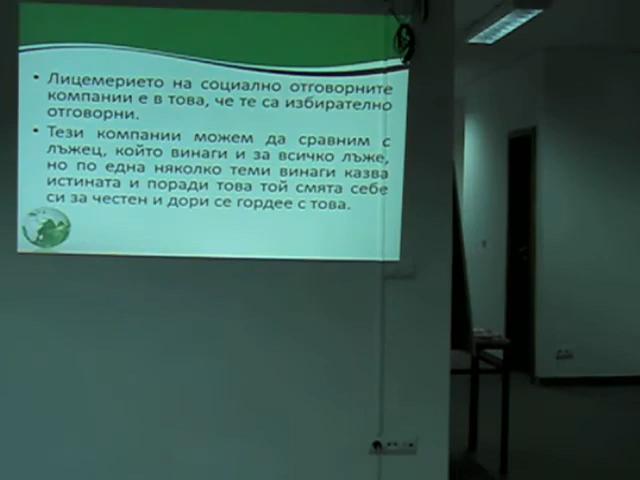 • Лицемерието на социално отговорните
компании е в това, че те са избирателно
отговорни.
• Тези компании можем да сравним с
лъжец, който винаги и за всичко лъже,
но по една няколко теми винаги казва
истината и поради това той смята себе
си за честен и дори се гордее с това.